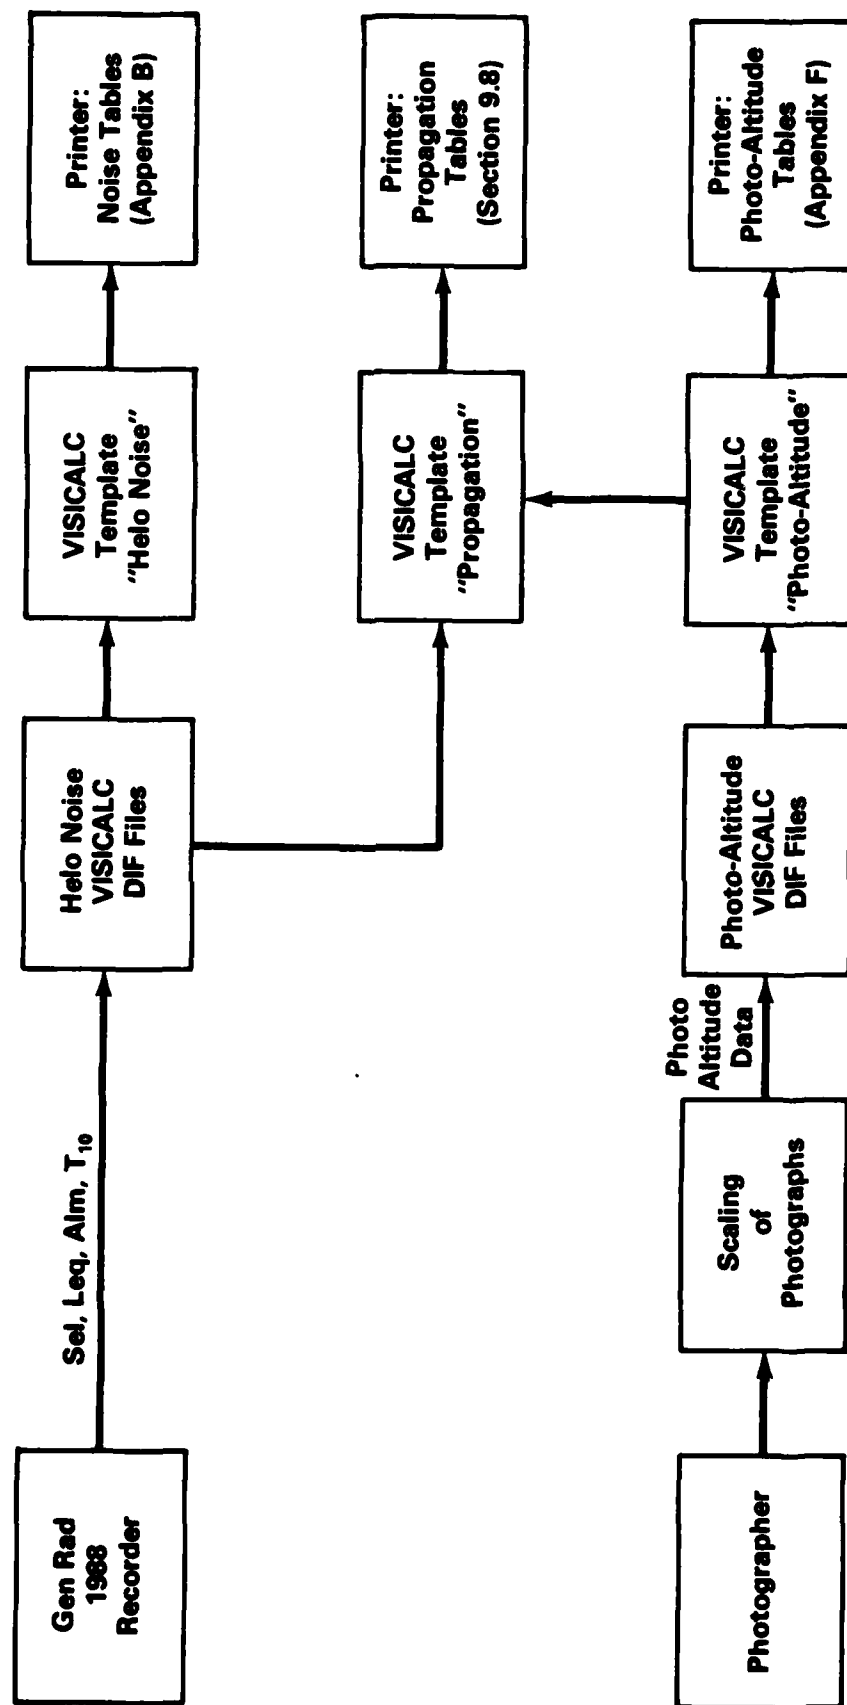 Gen Rad
1988
Recorder
Sel, Leq, Alm, T₁₀
Helo Noise
VISICALC
DIF Files
VISICALC
Template
"Helo Noise"
Printer:
Noise Tables
(Appendix B)
VISICALC
Template
"Propagation"
Printer:
Propagation
Tables
(Section 9.8)
Photographer
Scaling
of
Photographs
Photo
Altitude
Data
Photo-Altitude
VISICALC
DIF Files
VISICALC
Template
"Photo-Altitude"
Printer:
Photo-Altitude
Tables
(Appendix F)